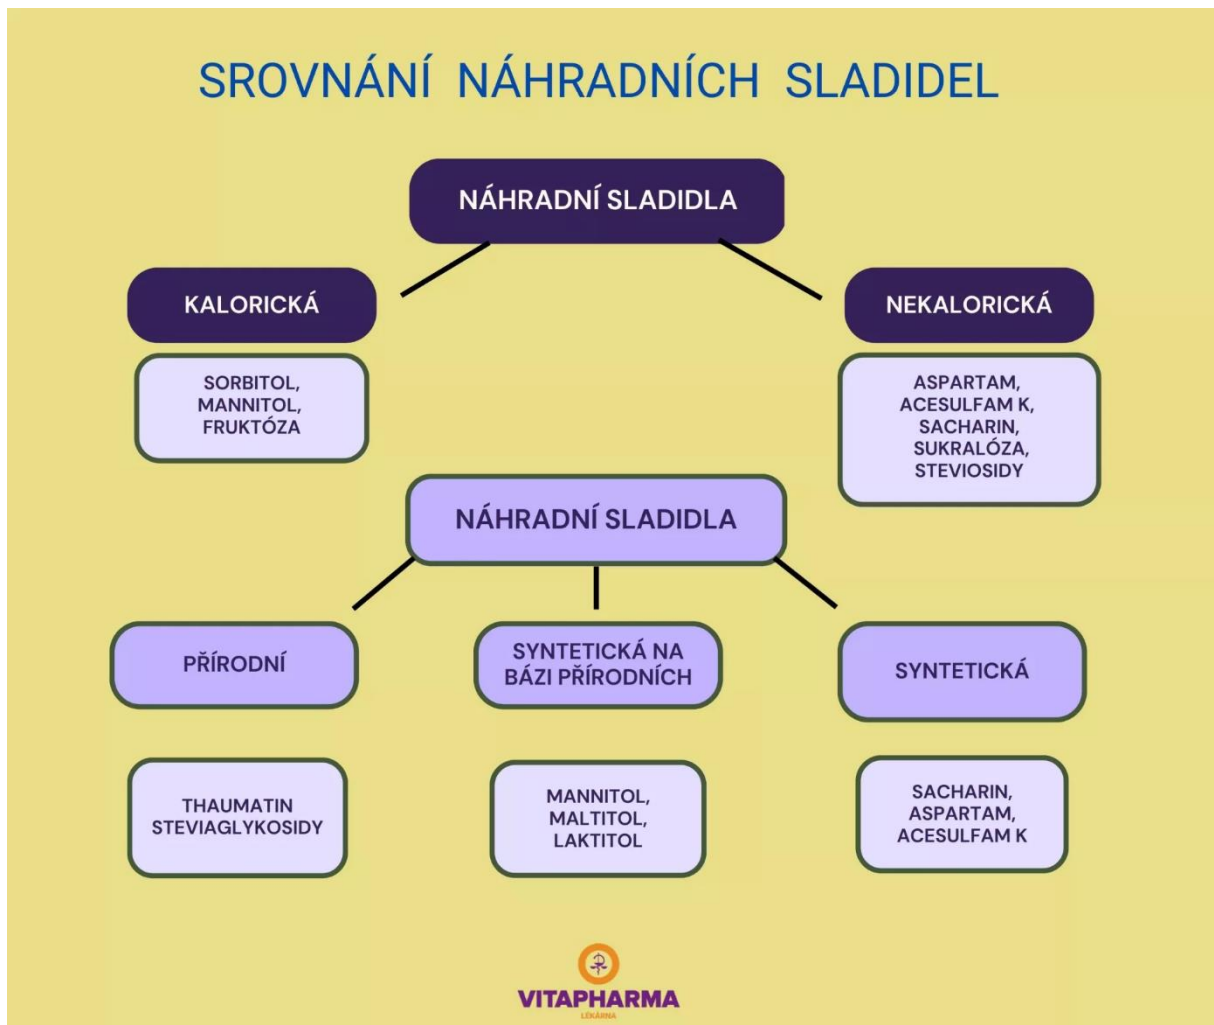 SROVNÁNÍ NÁHRADNÍCH SLADIDEL
NÁHRADNÍ SLADIDLA
KALORICKÁ
NEKALORICKÁ
SORBITOL,
MANNITOL,
FRUKTÓZA
ASPARTAM,
ACESULFAM K,
SACHARIN,
SUKRALÓZA,
STEVIOSIDY
NÁHRADNÍ SLADIDLA
PŘÍRODNÍ
SYNTETICKÁ NA
BÁZI PŘÍRODNÍCH
SYNTETICKÁ
THAUMATIN
STEVIAGLYKOSIDY
MANNITOL,
MALTITOL,
LAKTITOL
SACHARIN,
ASPARTAM,
ACESULFAM K
VITAPHARMA
LÉKÁRNA